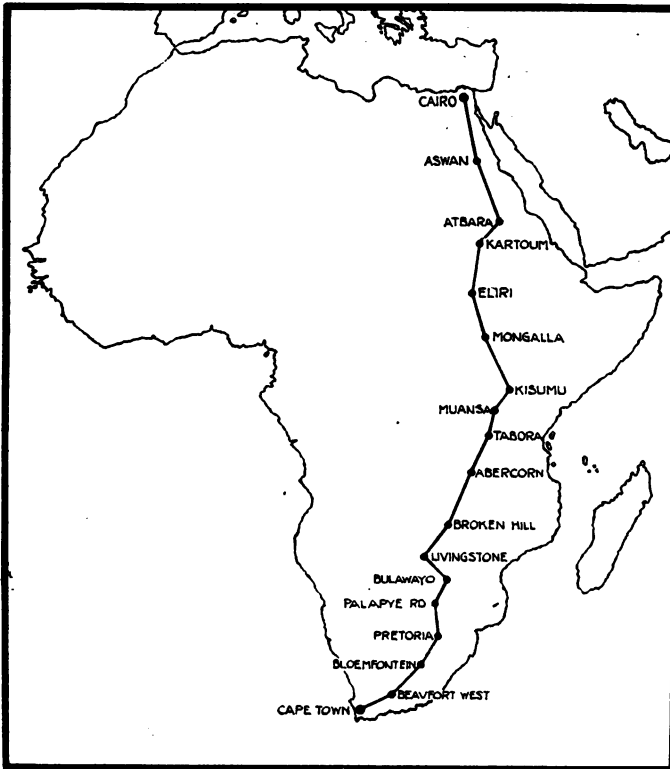 CAIRO
ASWAN
ATBARA
KARTOUM
ELIRI
MONGALLA
KISUMU
MUANSA
TABORA
ABERCORN
BROKEN HILL
LIVINGSTONE
BULAWAYO
PALAPYE RD
PRETORIA
BLOEMFONTEIN
BEAUFORT WEST
CAPE TOWN